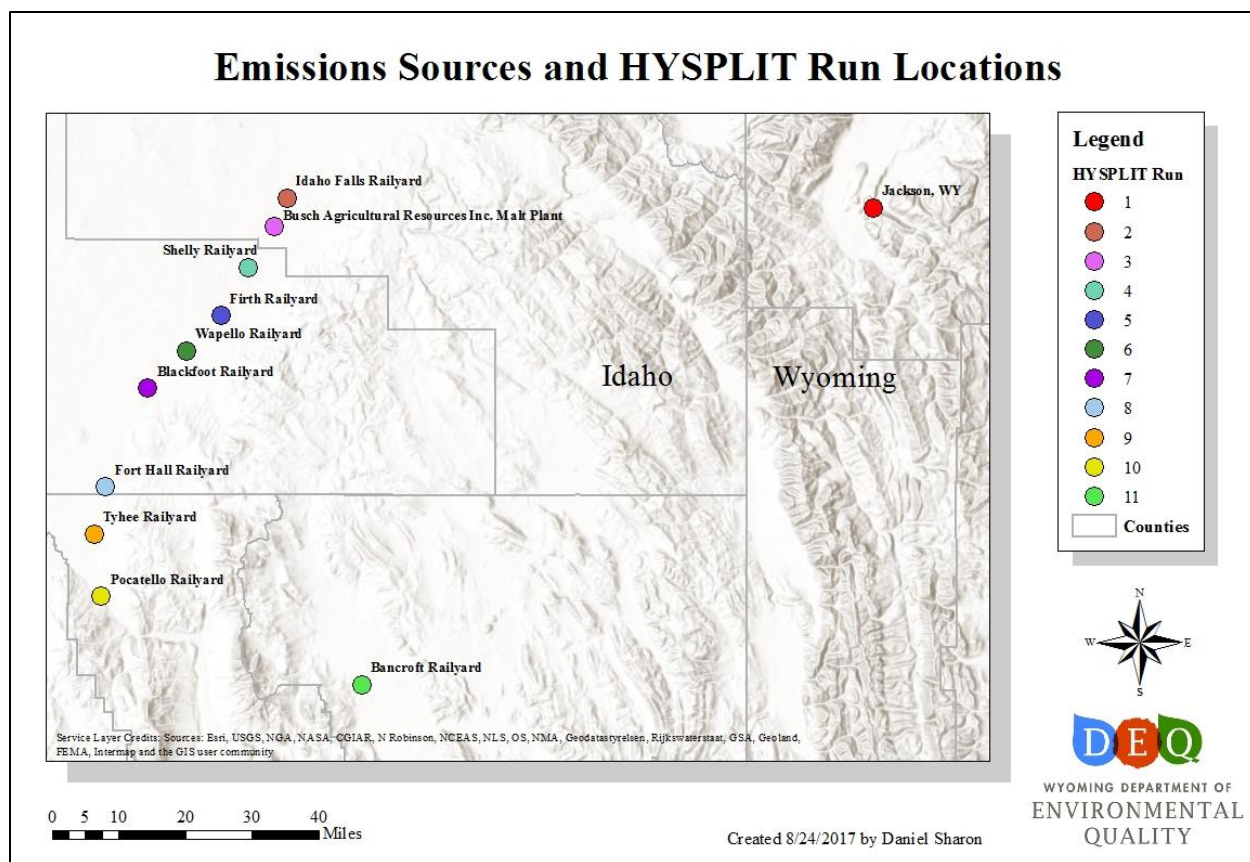 Emissions Sources and HYSPLIT Run Locations
Idaho Falls Railyard
Busch Agricultural Resources Inc. Malt Plant
Shelly Railyard
Firth Railyard
Wapello Railyard
Blackfoot Railyard
Fort Hall Railyard
Tyhee Railyard
Pocatello Railyard
Bancroft Railyard
Jackson, WY
Idaho
Wyoming
Service Layer Credits: Sources: Esri, USGS, NGA, NASA, CGIAR, N Robinson, NCEAS, NLS, OS, NMA, Geodatastyrelsen, Rijkswaterstaat, GSA, Geoland,
FEMA, Intermap and the GIS user community
Legend
HYSPLIT Run
1
2
3
4
5
6
7
8
9
10
11
Counties
N
W E
S
DEQ
WYOMING DEPARTMENT OF
ENVIRONMENTAL
QUALITY
0 5 10 20 30 40
Miles
Created 8/24/2017 by Daniel Sharon